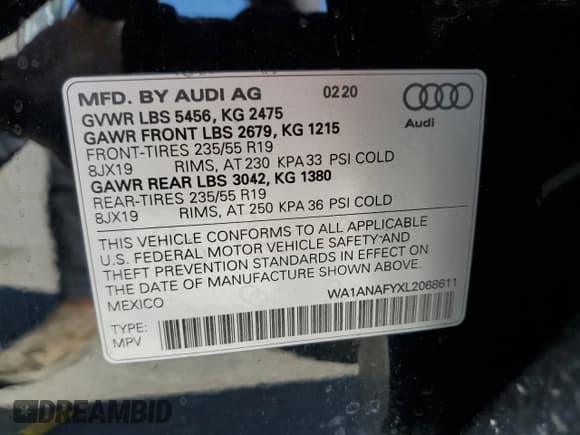 MFD. BY AUDI AG 02 20
GVWR LBS 5456, KG 2475
GAWR FRONT LBS 2679, KG 1215
FRONT-TIRES 235/55 R19
8JX19 RIMS, AT 230 KPA 33 PSI COLD
GAWR REAR LBS 3042, KG 1380
REAR-TIRES 235/55 R19
8JX19 RIMS, AT 250 KPA 36 PSI COLD
Audi
THIS VEHICLE CONFORMS TO ALL APPLICABLE
U.S. FEDERAL MOTOR VEHICLE SAFETY AND
THEFT PREVENTION STANDARDS IN EFFECT ON
THE DATE OF MANUFACTURE SHOWN ABOVE.
MEXICO
WA1ANAFYXL2068611
TYPE:
MPV
DREAMBID